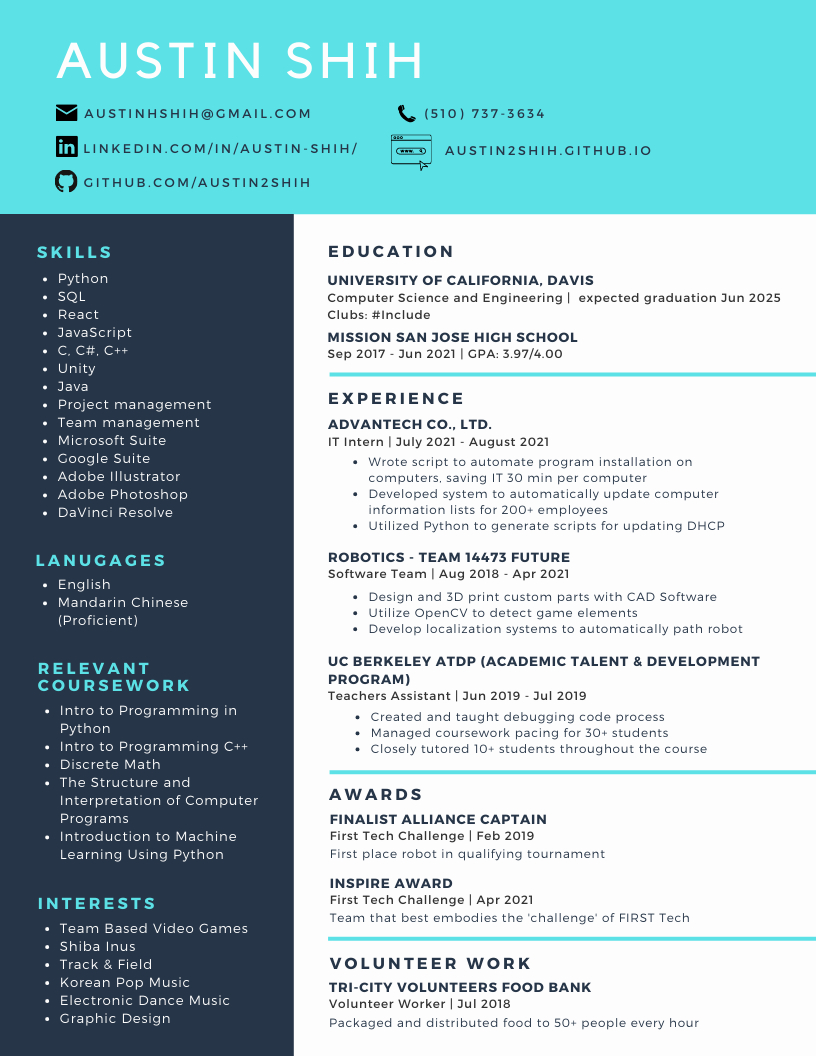 AUSTIN SHIH
AUSTINHSHIH@GMAIL.COM
(510) 737-3634
LINKEDIN.COM/IN/AUSTIN-SHIH/
WWW.
AUSTIN2SHIH.GITHUB.IO
GITHUB.COM/AUSTIN2SHIH
SKILLS
Python
SQL
React
JavaScript
C, C#, C++
Unity
Java
Project management
Team management
Microsoft Suite
Google Suite
Adobe Illustrator
Adobe Photoshop
DaVinci Resolve
LANUGAGES
English
Mandarin Chinese
(Proficient)
RELEVANT
COURSEWORK
Intro to Programming in
Python
Intro to Programming C++
Discrete Math
The Structure and
Interpretation of Computer
Programs
Introduction to Machine
Learning Using Python
INTERESTS
Team Based Video Games
Shiba Inus
Track & Field
Korean Pop Music
Electronic Dance Music
Graphic Design
EDUCATION
UNIVERSITY OF CALIFORNIA, DAVIS
Computer Science and Engineering | expected graduation Jun 2025
Clubs: #Include
MISSION SAN JOSE HIGH SCHOOL
Sep 2017 - Jun 2021 | GPA: 3.97/4.00
EXPERIENCE
ADVANTECH CO., LTD.
IT Intern | July 2021 - August 2021
Wrote script to automate program installation on
computers, saving IT 30 min per computer
Developed system to automatically update computer
information lists for 200+ employees
Utilized Python to generate scripts for updating DHCP
ROBOTICS - TEAM 14473 FUTURE
Software Team | Aug 2018 - Apr 2021
Design and 3D print custom parts with CAD Software
Utilize OpenCV to detect game elements
Develop localization systems to automatically path robot
UC BERKELEY ATDP (ACADEMIC TALENT & DEVELOPMENT
PROGRAM)
Teachers Assistant | Jun 2019 - Jul 2019
Created and taught debugging code process
Managed coursework pacing for 30+ students
Closely tutored 10+ students throughout the course
AWARDS
FINALIST ALLIANCE CAPTAIN
First Tech Challenge | Feb 2019
First place robot in qualifying tournament
INSPIRE AWARD
First Tech Challenge | Apr 2021
Team that best embodies the 'challenge' of FIRST Tech
VOLUNTEER WORK
TRI-CITY VOLUNTEERS FOOD BANK
Volunteer Worker | Jul 2018
Packaged and distributed food to 50+ people every hour